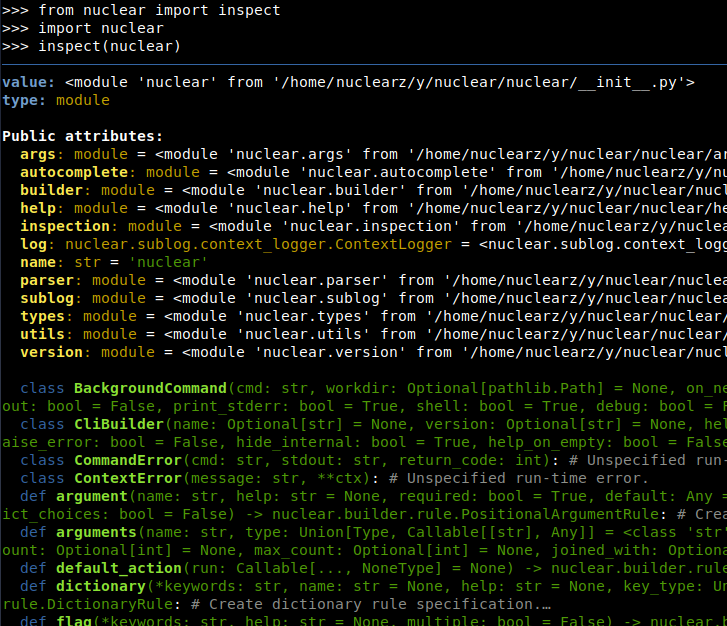 >>> from nuclear import inspect
>>> import nuclear
>>> inspect(nuclear)
value: <module 'nuclear' from '/home/nuclearz/y/nuclear/nuclear/__init__.py'>
type: module
Public attributes:
args: module = <module 'nuclear.args' from '/home/nuclearz/y/nuclear/nuclear/ar
autocomplete: module = <module 'nuclear.autocomplete' from '/home/nuclearz/y/nu
builder: module = <module 'nuclear.builder' from '/home/nuclearz/y/nuclear/nucl
help: module = <module 'nuclear.help' from '/home/nuclearz/y/nuclear/nuclear/he
inspection: module = <module 'nuclear.inspection' from '/home/nuclearz/y/nuclea
log: nuclear.sublog.context_logger.ContextLogger = <nuclear.sublog.context_logg
name: str = 'nuclear'
parser: module = <module 'nuclear.parser' from '/home/nuclearz/y/nuclear/nuclea
sublog: module = <module 'nuclear.sublog' from '/home/nuclearz/y/nuclear/nuclea
types: module = <module 'nuclear.types' from '/home/nuclearz/y/nuclear/nuclear/
utils: module = <module 'nuclear.utils' from '/home/nuclearz/y/nuclear/nuclear/
version: module = <module 'nuclear.version' from '/home/nuclearz/y/nuclear/nucl
class BackgroundCommand(cmd: str, workdir: Optional[pathlib.Path] = None, on_ne
out: bool = False, print_stderr: bool = True, shell: bool = True, debug: bool = F
class CliBuilder(name: Optional[str] = None, version: Optional[str] = None, hel
aise_error: bool = False, hide_internal: bool = True, help_on_empty: bool = False
class CommandError(cmd: str, stdout: str, return_code: int): # Unspecified run-
class ContextError(message: str, **ctx): # Unspecified run-time error.
def argument(name: str, help: str = None, required: bool = True, default: Any =
ict_choices: bool = False) -> nuclear.builder.rule.PositionalArgumentRule: # Crea
def arguments(name: str, type: Union[Type, Callable[[str], Any]] = <class 'str'
ount: Optional[int] = None, max_count: Optional[int] = None, joined_with: Optiona
def default_action(run: Callable[..., NoneType] = None) -> nuclear.builder.rule
def dictionary(*keywords: str, name: str = None, help: str = None, key_type: Un
rule.DictionaryRule: # Create dictionary rule specification.…
def flag(*keywords: str, help: str = None, multiple: bool = False) -> nuclear.